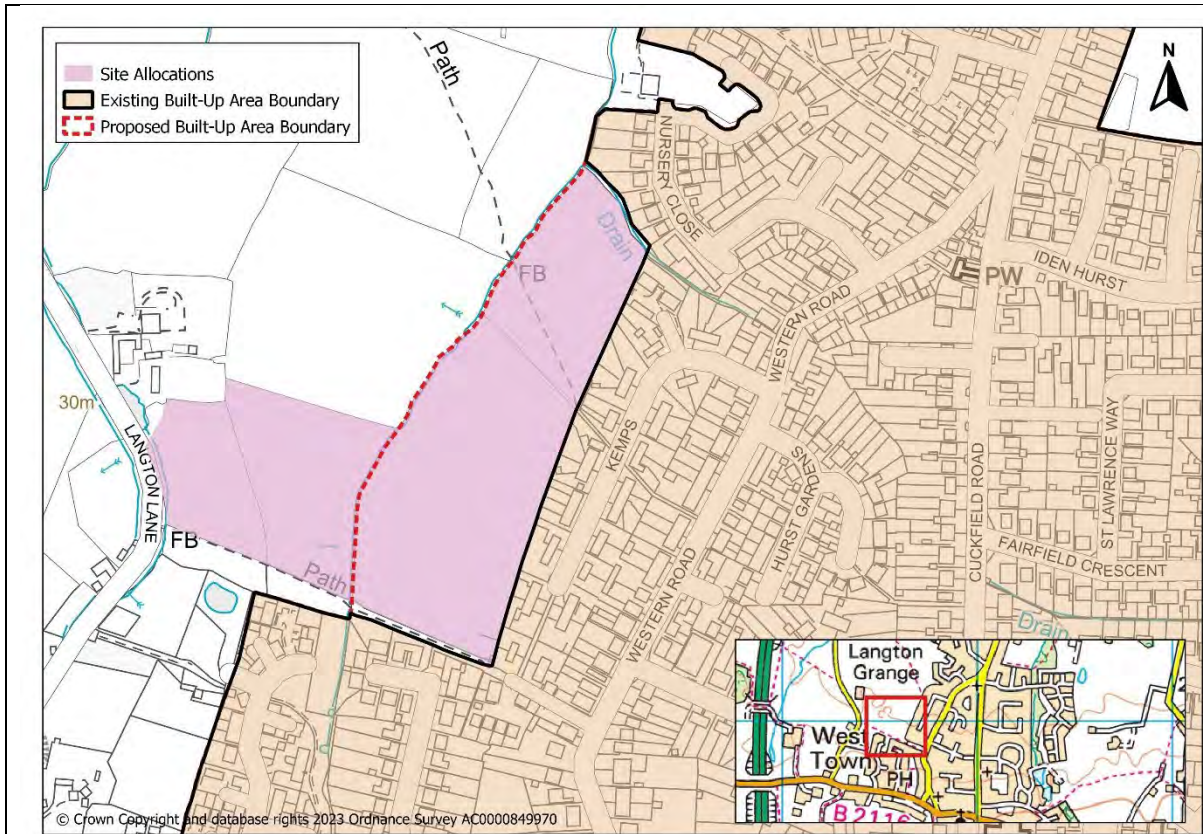 Site Allocations
Existing Built-Up Area Boundary
Proposed Built-Up Area Boundary
Path
N
NURSERY CLOSE
Drain
FB
IDEN HURST
PW
WESTERN ROAD
30m
LANGTON LANE
KEMPS
HURST GARDENS
CUCKFIELD ROAD
ST LAWRENCE WAY
FB
Path
FAIRFIELD CRESCENT
WESTERN ROAD
Drain
Langton
Grange
30
West
Town
PH
B 2116
© Crown Copyright and database rights 2023 Ordnance Survey AC0000849970